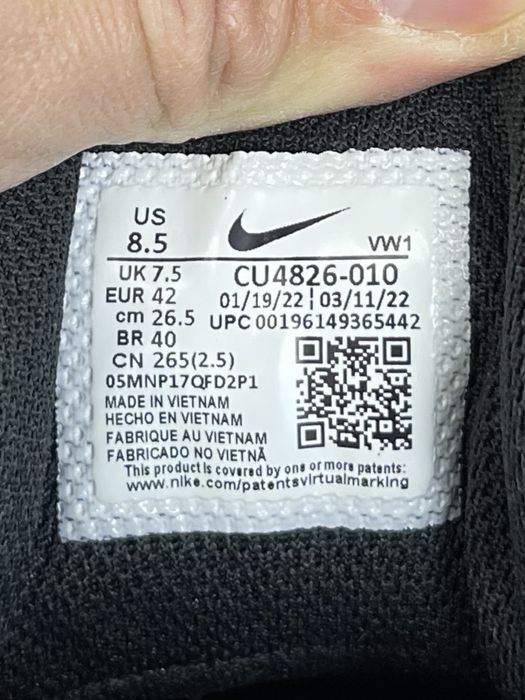 US
8.5
VW1
UK 7.5
CU4826-010
EUR 42
01/19/22 | 03/11/22
cm 26.5
UPC 00196149365442
BR 40
CN 265(2.5)
05MNP17QFD2P1
MADE IN VIETNAM
HECHO EN VIETNAM
FABRIQUE AU VIETNAM
FABRICADO NO VIETNÃ
This product is covered by one or more patents:
www.nike.com/patentsvirtualmarking